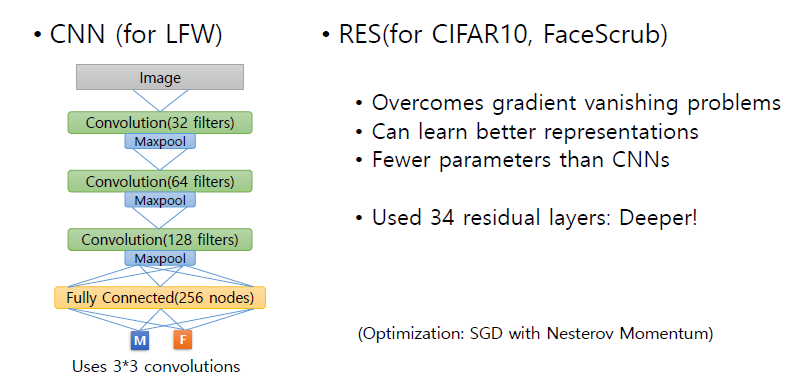 • CNN (for LFW)
Image
Convolution(32 filters)
Maxpool
Convolution(64 filters)
Maxpool
Convolution(128 filters)
Maxpool
Fully Connected(256 nodes)
M F
Uses 3*3 convolutions
• RES(for CIFAR10, FaceScrub)
• Overcomes gradient vanishing problems
• Can learn better representations
• Fewer parameters than CNNs
• Used 34 residual layers: Deeper!
(Optimization: SGD with Nesterov Momentum)